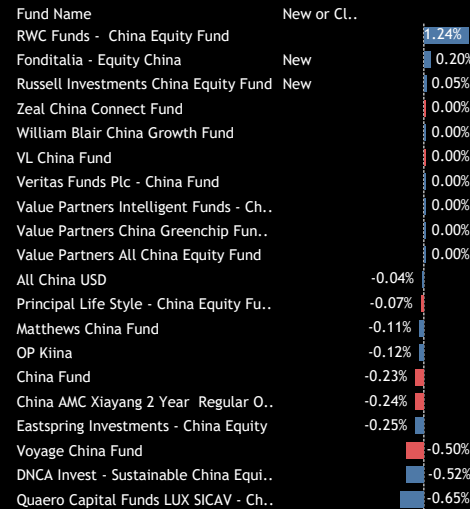 Fund Name New or Cl..
RWC Funds - China Equity Fund 1.24%
Fonditalia - Equity China New 0.20%
Russell Investments China Equity Fund New 0.05%
Zeal China Connect Fund 0.00%
William Blair China Growth Fund 0.00%
VL China Fund 0.00%
Veritas Funds Plc - China Fund 0.00%
Value Partners Intelligent Funds - Ch.. 0.00%
Value Partners China Greenchip Fun.. 0.00%
Value Partners All China Equity Fund 0.00%
All China USD -0.04%
Principal Life Style - China Equity Fu.. -0.07%
Matthews China Fund -0.11%
OP Kiina -0.12%
China Fund -0.23%
China AMC Xiayang 2 Year Regular O.. -0.24%
Eastspring Investments - China Equity -0.25%
Voyage China Fund -0.50%
DNCA Invest - Sustainable China Equi.. -0.52%
Quaero Capital Funds LUX SICAV - Ch.. -0.65%